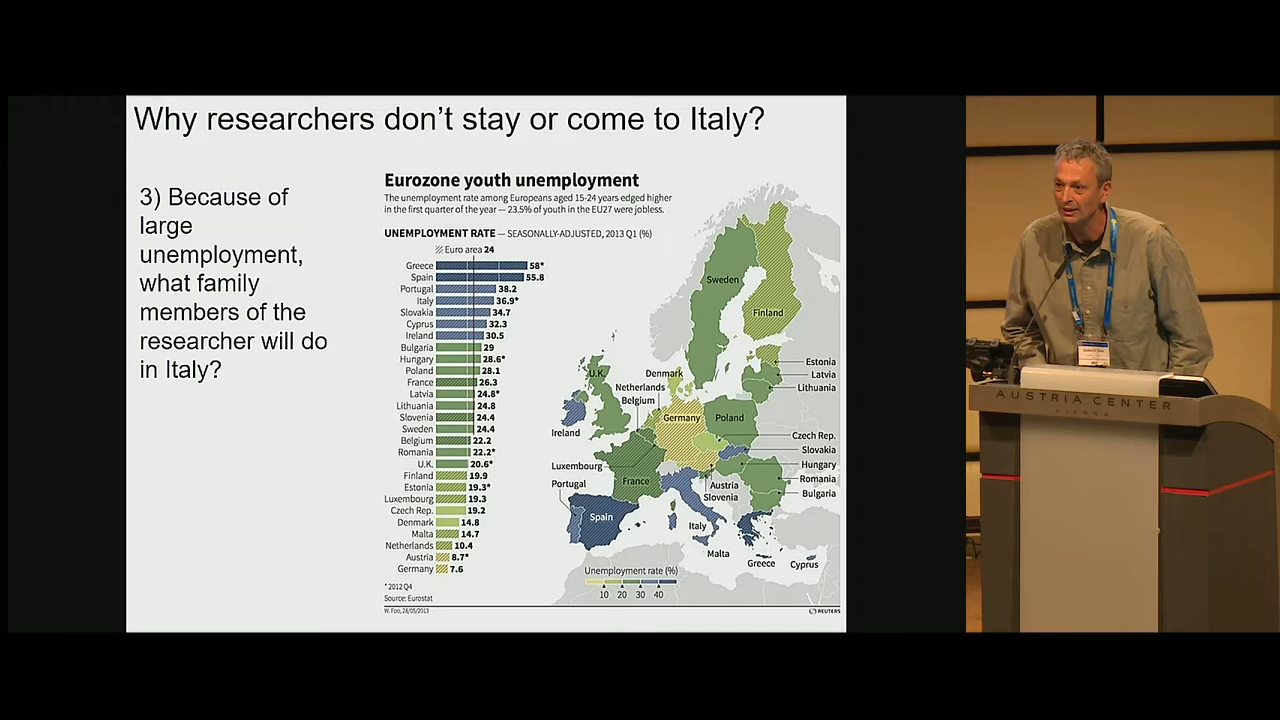 Why researchers don't stay or come to Italy?
3) Because of
large
unemployment,
what family
members of the
researcher will do
in Italy?
Eurozone youth unemployment
The unemployment rate among Europeans aged 15-24 years edged higher
in the first quarter of the year — 23.5% of youth in the EU27 were jobless.
UNEMPLOYMENT RATE — SEASONALLY-ADJUSTED, 2013 Q1 (%)
Euro area 24
Greece 58*
Spain 55.8
Portugal 38.2
Italy 36.9*
Slovakia 34.7
Cyprus 32.3
Ireland 30.5
Bulgaria 29
Hungary 28.6*
Poland 28.1
France 26.3
Latvia 24.8*
Lithuania 24.8
Slovenia 24.4
Sweden 24.4
Belgium 22.2
Romania 22.2*
U.K. 20.6*
Finland 19.9
Estonia 19.3*
Luxembourg 19.3
Czech Rep. 19.2
Denmark 14.8
Malta 14.7
Netherlands 10.4
Austria 8.7*
Germany 7.6
* 2012 Q4
Source: Eurostat
W. Foo, 28/05/2013
Sweden
Finland
Estonia
Latvia
Lithuania
Denmark
U.K.
Netherlands
Belgium
Germany
Poland
Ireland
Czech Rep.
Slovakia
Luxembourg
Hungary
France
Romania
Portugal
Austria
Slovenia
Bulgaria
Spain
Italy
Malta
Greece
Cyprus
Unemployment rate (%)
10 20 30 40
REUTERS
AUSTRIA CENTER
VIENNA